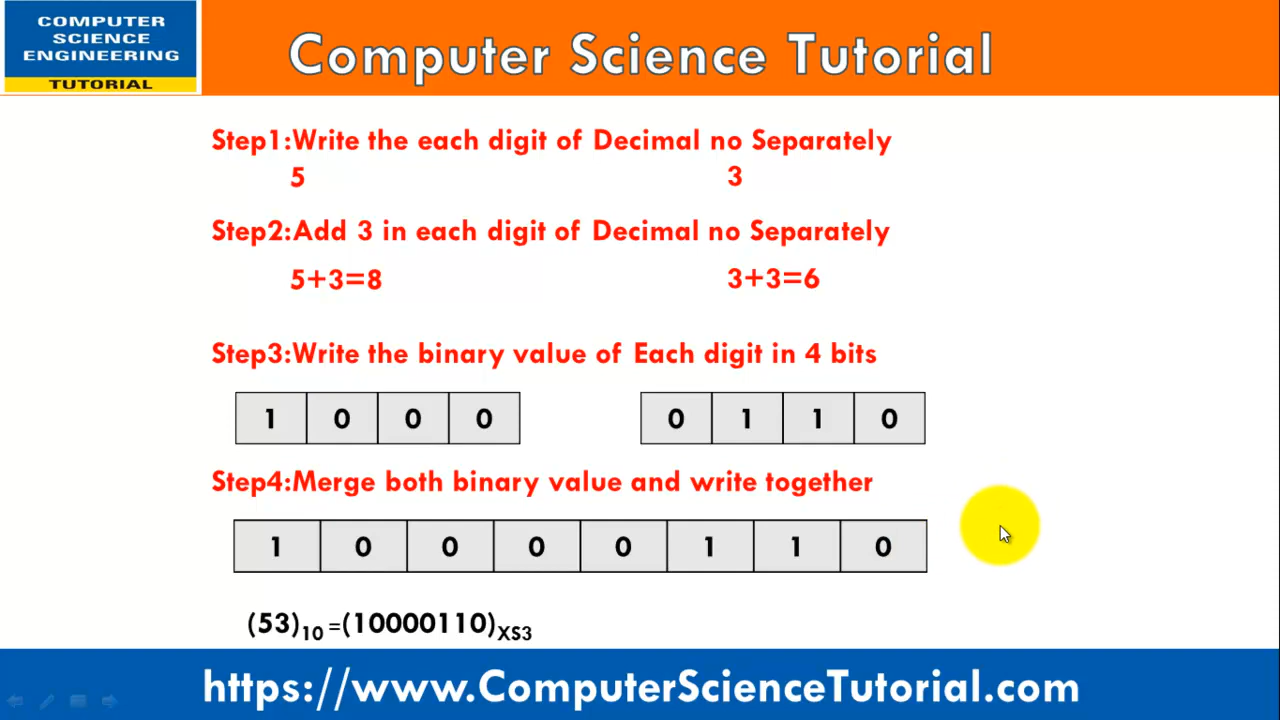 COMPUTER
SCIENCE
ENGINEERING
TUTORIAL
Computer Science Tutorial
Step1:Write the each digit of Decimal no Separately
5 3
Step2:Add 3 in each digit of Decimal no Separately
5+3=8 3+3=6
Step3:Write the binary value of Each digit in 4 bits
1 0 0 0 0 1 1 0
Step4:Merge both binary value and write together
1 0 0 0 0 1 1 0
(53)10 =(10000110)XS3
https://www.ComputerScienceTutorial.com